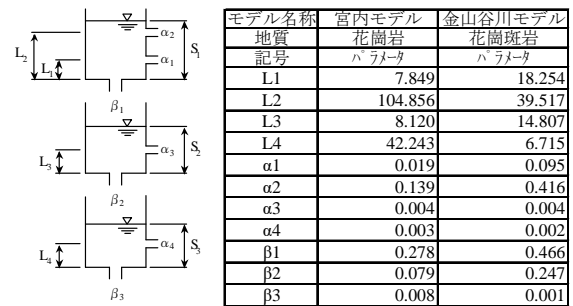 α2
S1
L2
α1
L1
β1
α3
S2
L3
β2
α4
S3
L4
β3
モデル名称 宮内モデル 金山谷川モデル
地質 花崗岩 花崗斑岩
記号 パラメータ パラメータ
L1 7.849 18.254
L2 104.856 39.517
L3 8.120 14.807
L4 42.243 6.715
α1 0.019 0.095
α2 0.139 0.416
α3 0.004 0.004
α4 0.003 0.002
β1 0.278 0.466
β2 0.079 0.247
β3 0.008 0.001